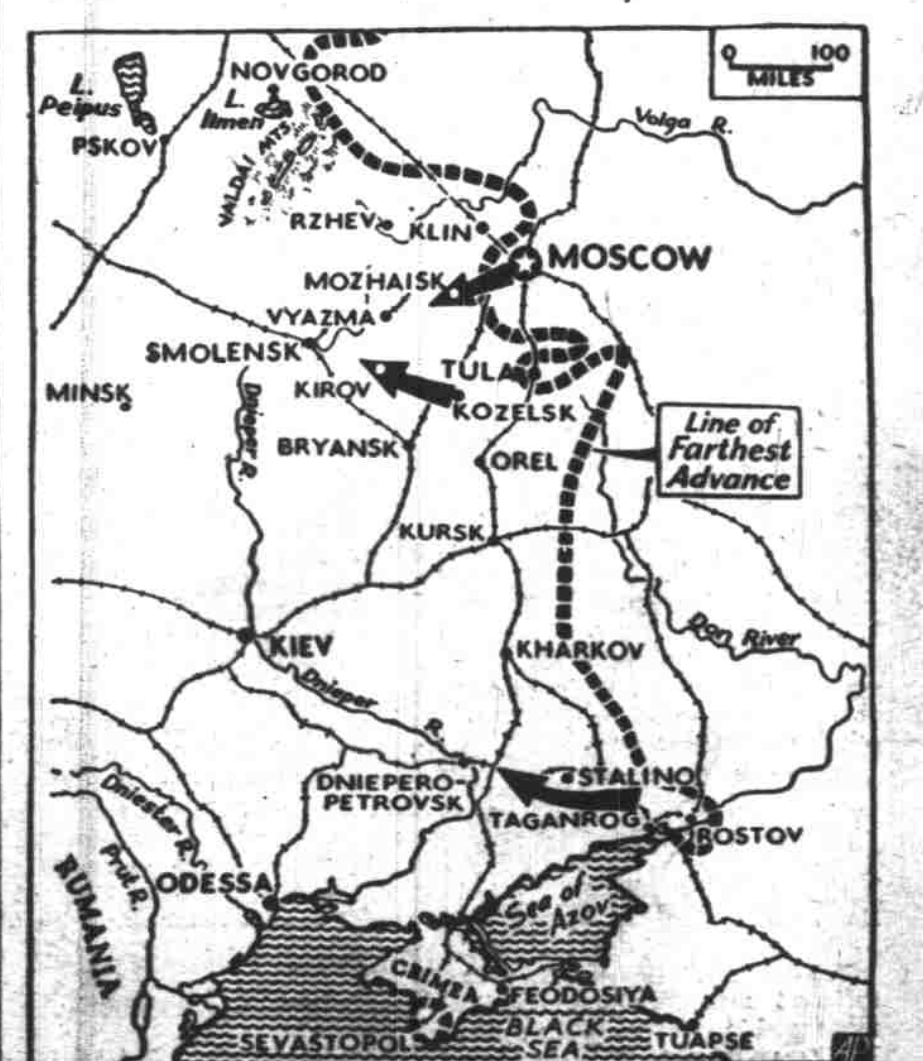 0 100
MILES
NOVGOROD
L.
Peipus
L.
Ilmen
PSKOV
VALDAI MTS.
Volga R.
RZHEV
KLIN
MOSCOW
MOZHAISK
VYAZMA
SMOLENSK
TULA
MINSK
KIROV
KOZELSK
Dnieper R.
BRYANSK
OREL
Line of
Farthest
Advance
KURSK
KIEV
KHARKOV
Don River
Dnieper R.
STALINO
DNIEPERO-
PETROVSK
TAGANROG
ROSTOV
Dniester R.
Prut R.
RUMANIA
ODESSA
Sea of
Azov
CRIMEA
FEODOSIYA
BLACK
SEA
SEVASTOPOL
TUAPSE